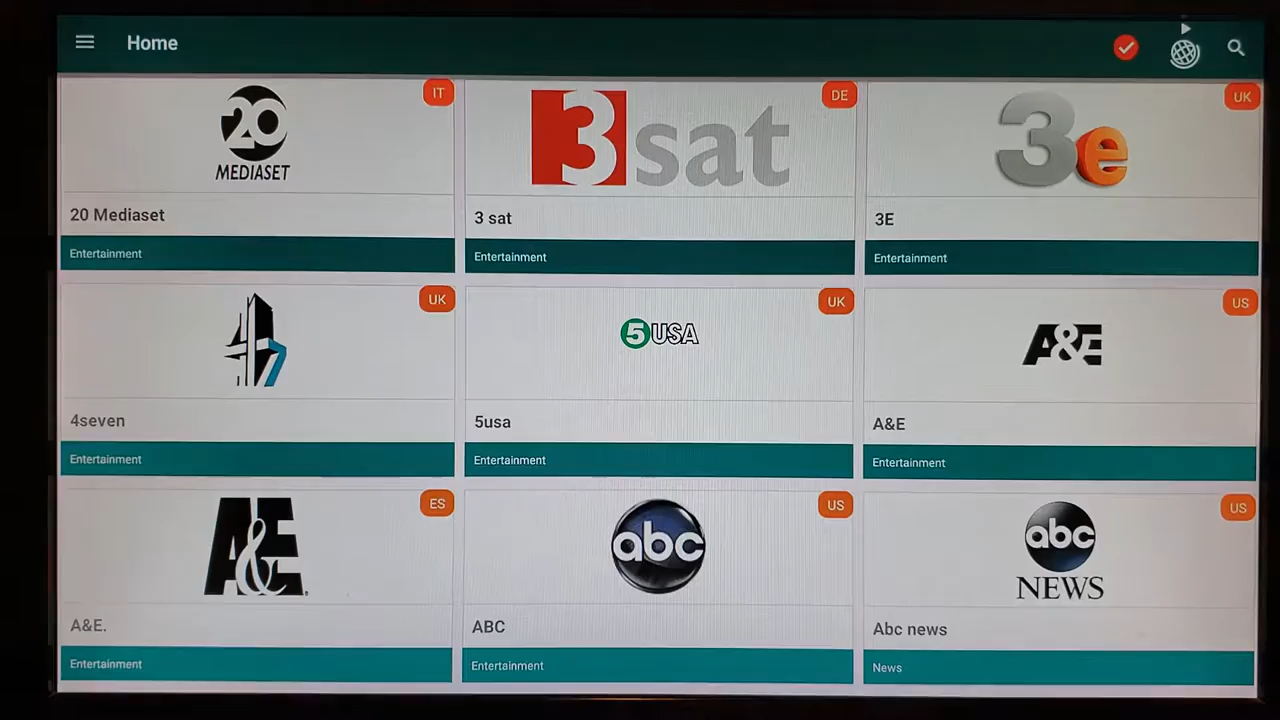 Home
IT
20
MEDIASET
20 Mediaset
Entertainment
DE
3sat
3 sat
Entertainment
UK
3e
3E
Entertainment
UK
4 7
4seven
Entertainment
UK
5USA
5usa
Entertainment
US
A&E
A&E
Entertainment
ES
A&E.
A&E.
Entertainment
US
abc
ABC
Entertainment
US
abc
NEWS
Abc news
News